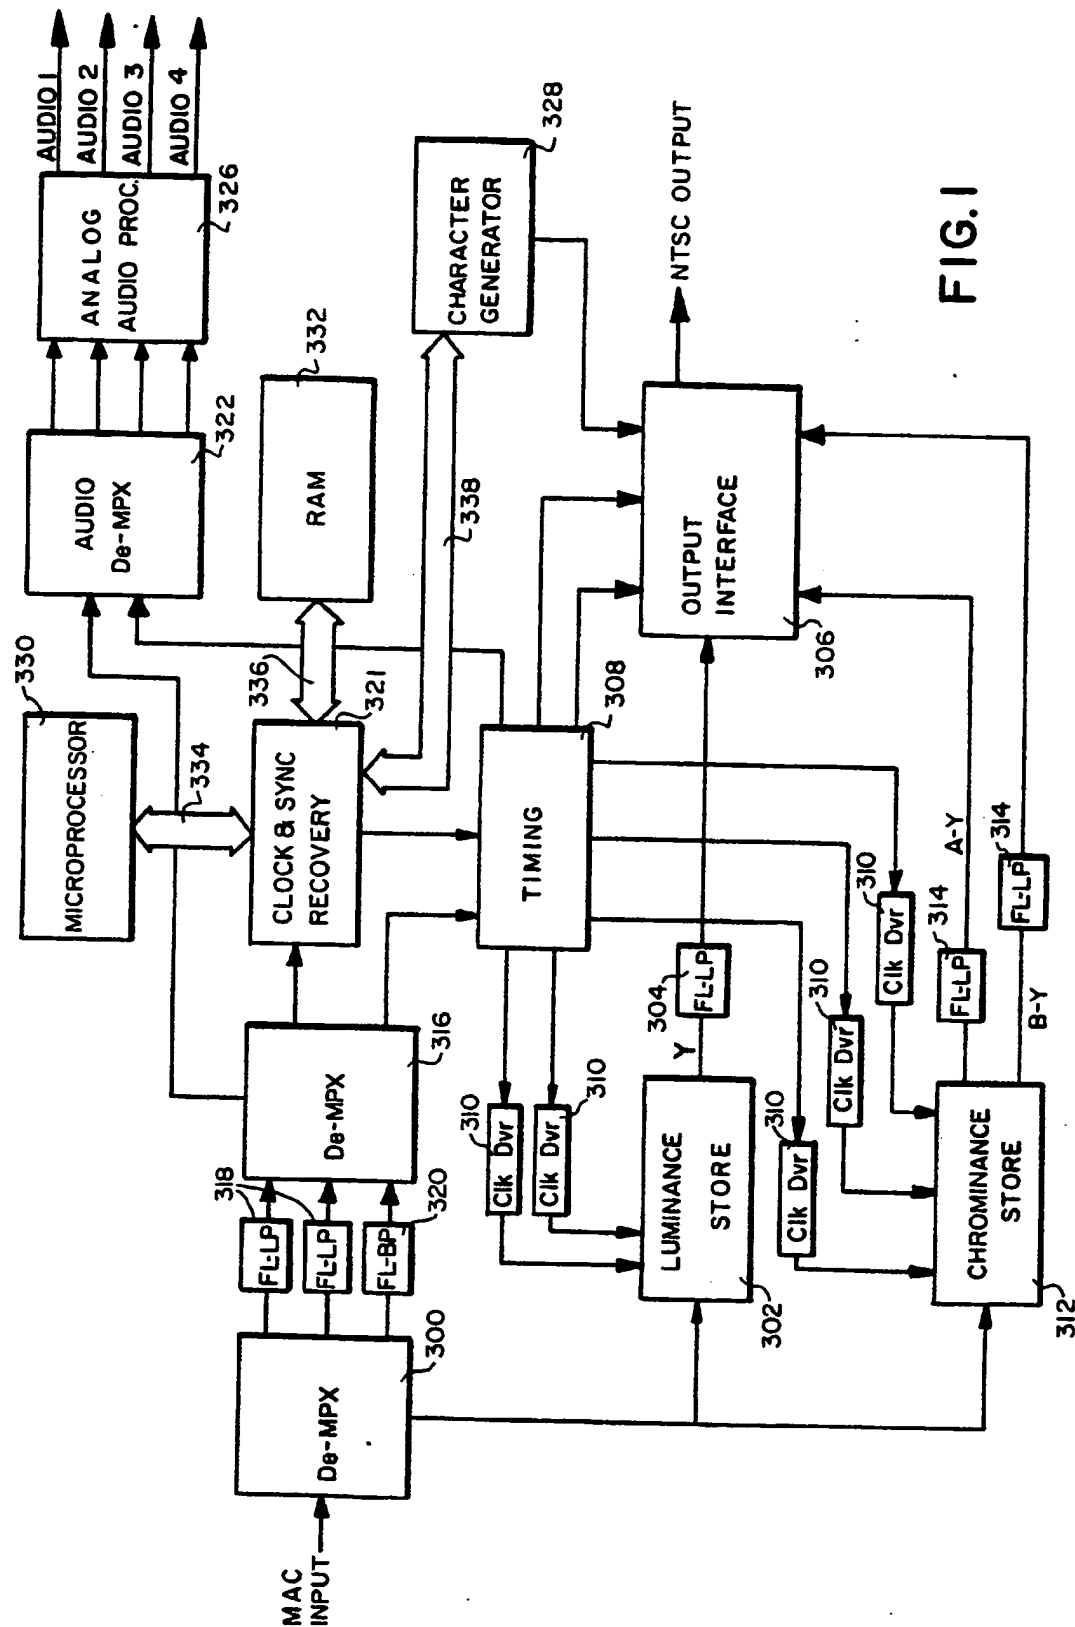 AUDIO 1
AUDIO 2
AUDIO 3
AUDIO 4
ANALOG
AUDIO PROC.
326
AUDIO
De-MPX
322
330
MICROPROCESSOR
334
332
RAM
336
321
CLOCK & SYNC
RECOVERY
338
328
CHARACTER
GENERATOR
NTSC OUTPUT
OUTPUT
INTERFACE
306
308
TIMING
De-MPX
316
318
FL-LP
FL-LP
FL-BP
320
De-MPX
300
MAC
INPUT
310
Clk Dvr
Clk Dvr
310
LUMINANCE
STORE
302
Y
304
FL-LP
310
Clk Dvr
310
Clk Dvr
310
Clk Dvr
CHROMINANCE
STORE
312
314
FL-LP
A-Y
314
FL-LP
B-Y
FIG. 1